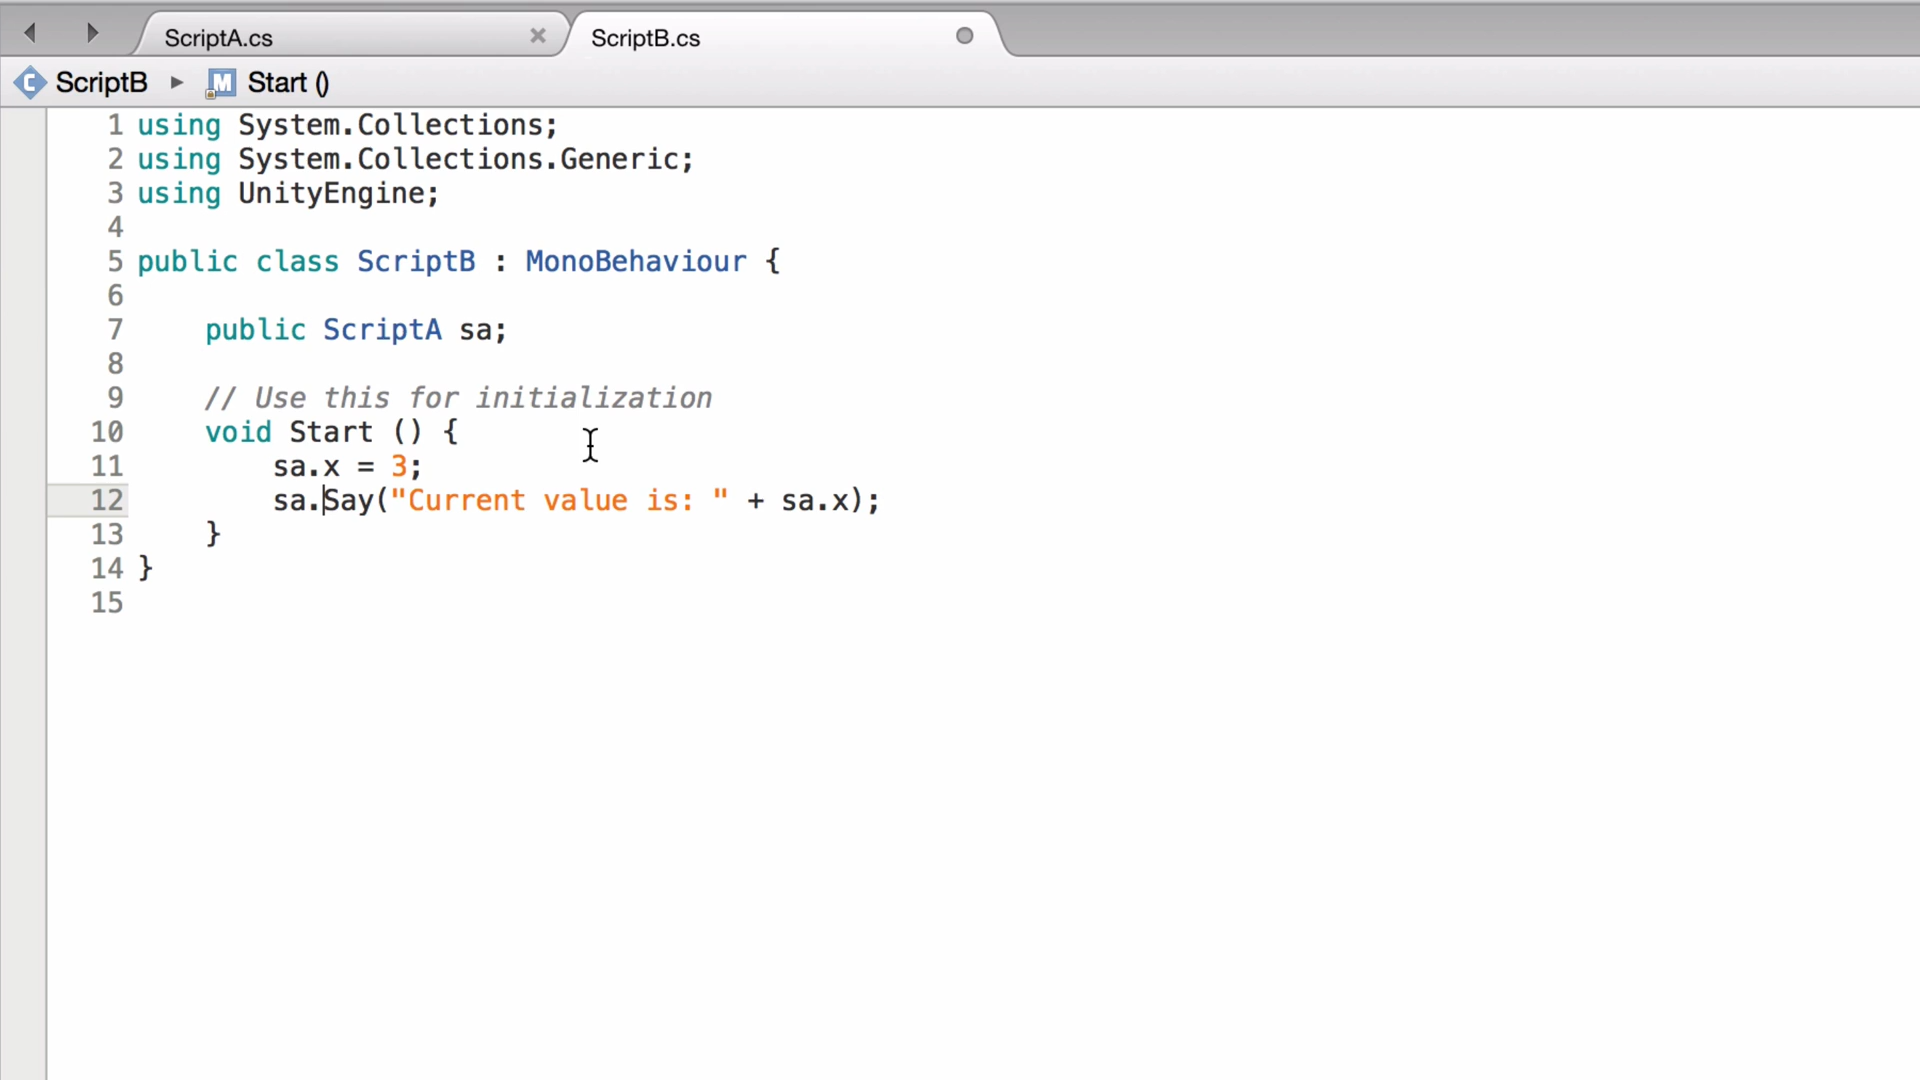 ScriptA.cs
ScriptB.cs
ScriptB
M Start ()
1 using System.Collections;
2 using System.Collections.Generic;
3 using UnityEngine;
4
5 public class ScriptB : MonoBehaviour {
6
7 public ScriptA sa;
8
9 // Use this for initialization
10 void Start () {
11 sa.x = 3;
12 sa.Say("Current value is: " + sa.x);
13 }
14 }
15